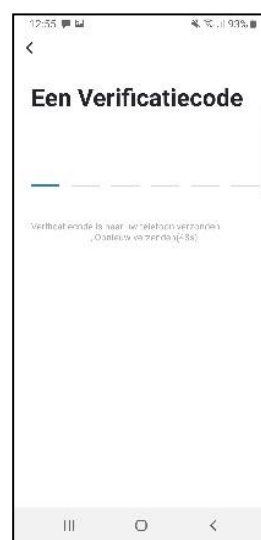 12:55 93%
Een Verificatiecode
Verificatiecode is naar uw telefoon verzonden
, Opnieuw verzenden(48s)